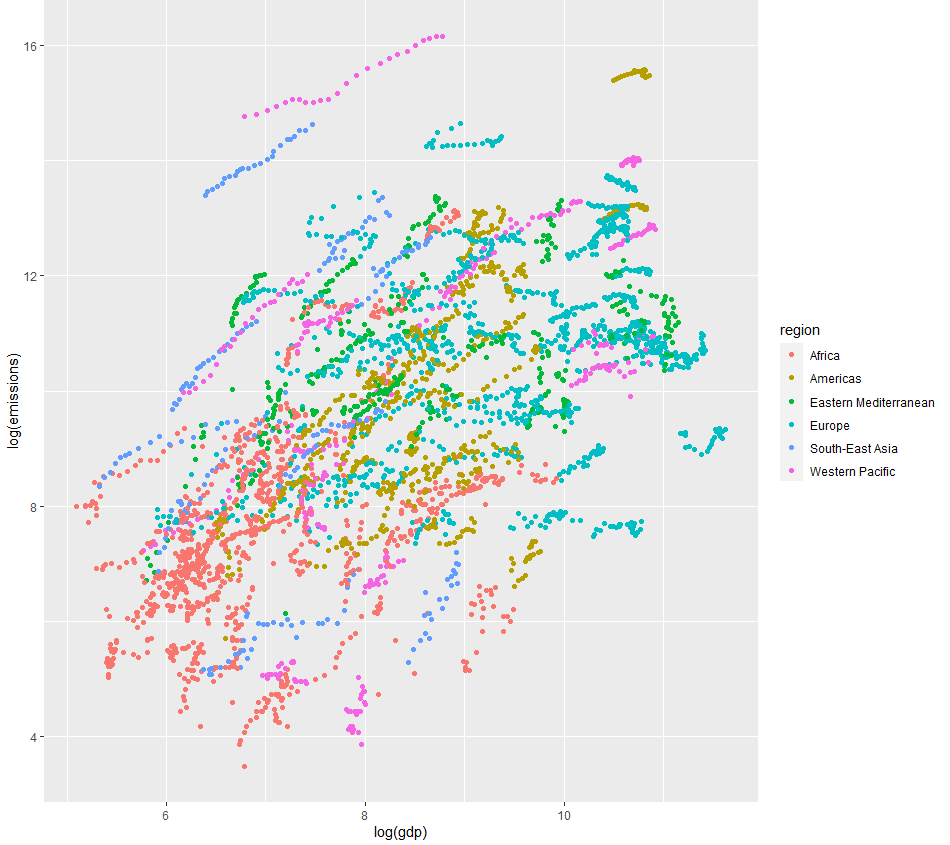 16
12
8
4
log(emissions)
6
8
10
log(gdp)
region
Africa
Americas
Eastern Mediterranean
Europe
South-East Asia
Western Pacific